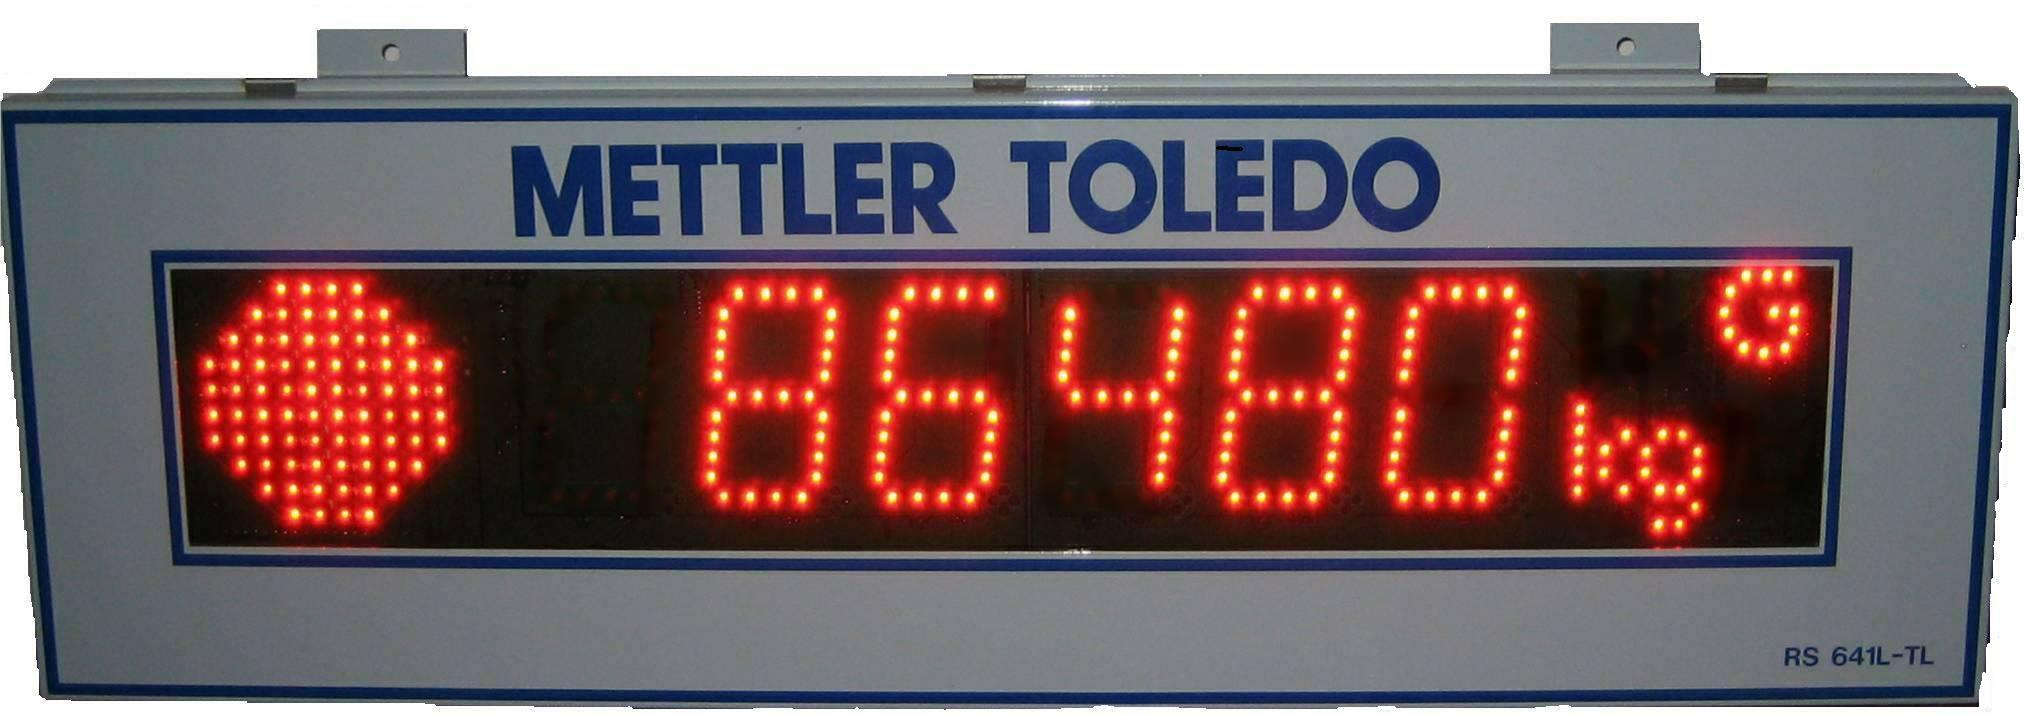 METTLER TOLEDO
86480 kg G
RS 641L-TL